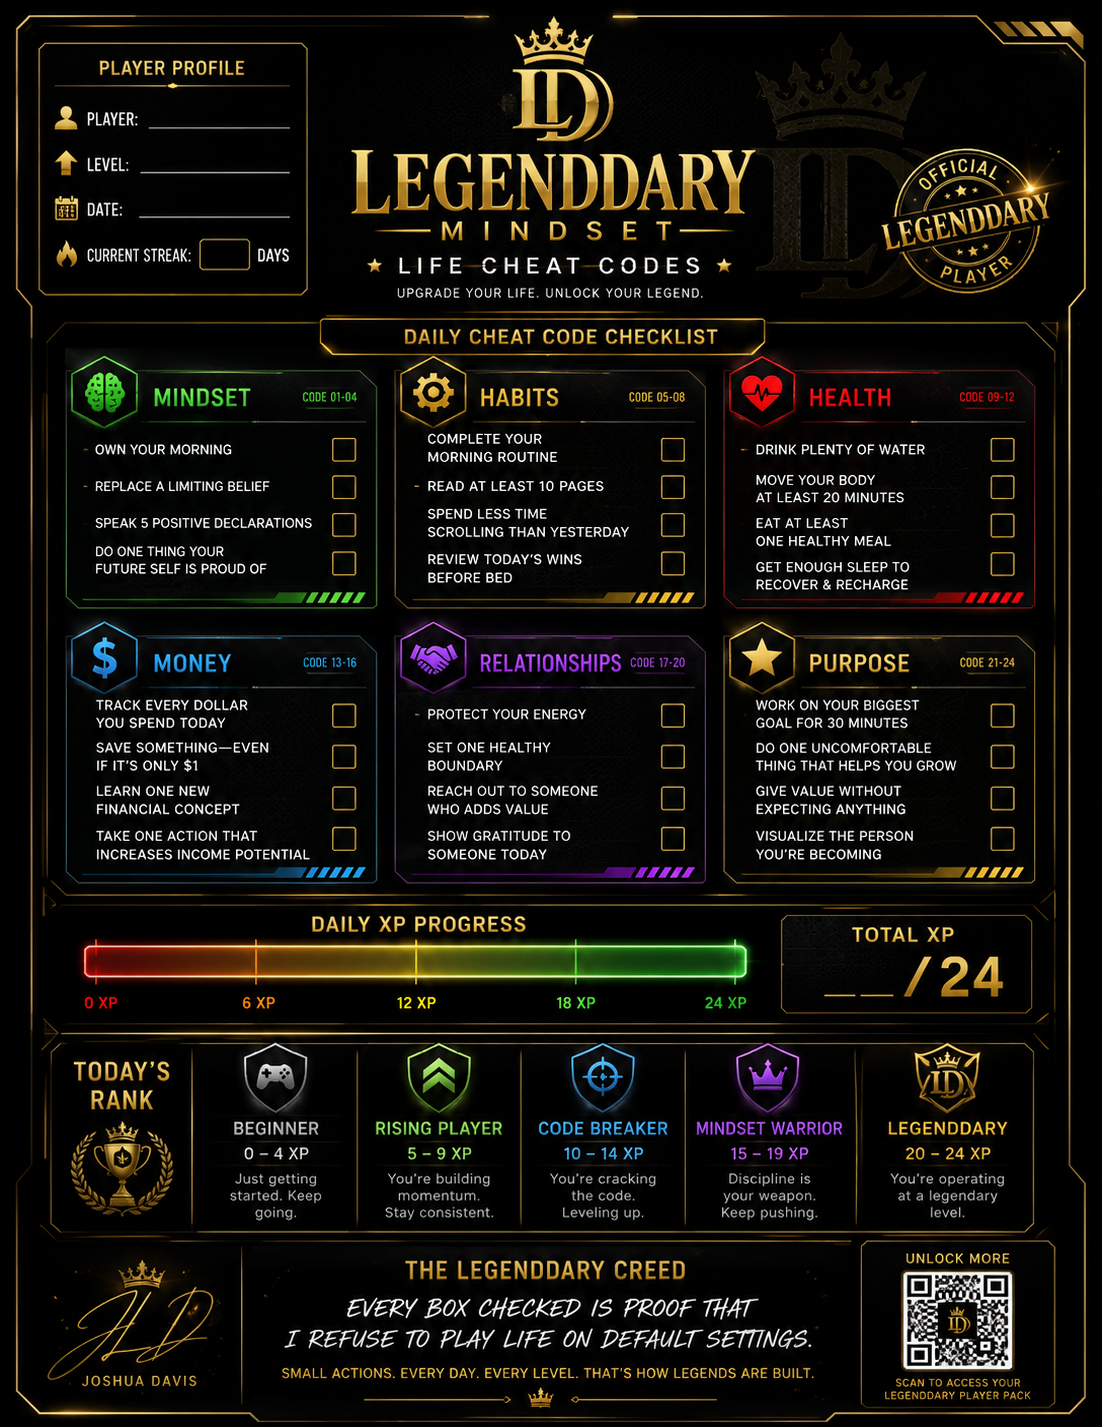 PLAYER PROFILE
PLAYER:
LEVEL:
DATE:
CURRENT STREAK: DAYS
LD
LEGENDDARY
MINDSET
LIFE CHEAT CODES
UPGRADE YOUR LIFE. UNLOCK YOUR LEGEND.
LD
OFFICIAL
LEGENDDARY
PLAYER
DAILY CHEAT CODE CHECKLIST
MINDSET CODE 01-04
OWN YOUR MORNING
REPLACE A LIMITING BELIEF
SPEAK 5 POSITIVE DECLARATIONS
DO ONE THING YOUR
FUTURE SELF IS PROUD OF
HABITS CODE 05-08
COMPLETE YOUR
MORNING ROUTINE
READ AT LEAST 10 PAGES
SPEND LESS TIME
SCROLLING THAN YESTERDAY
REVIEW TODAY'S WINS
BEFORE BED
HEALTH CODE 09-12
DRINK PLENTY OF WATER
MOVE YOUR BODY
AT LEAST 20 MINUTES
EAT AT LEAST
ONE HEALTHY MEAL
GET ENOUGH SLEEP TO
RECOVER & RECHARGE
$ MONEY CODE 13-16
TRACK EVERY DOLLAR
YOU SPEND TODAY
SAVE SOMETHING—EVEN
IF IT'S ONLY $1
LEARN ONE NEW
FINANCIAL CONCEPT
TAKE ONE ACTION THAT
INCREASES INCOME POTENTIAL
RELATIONSHIPS CODE 17-20
PROTECT YOUR ENERGY
SET ONE HEALTHY
BOUNDARY
REACH OUT TO SOMEONE
WHO ADDS VALUE
SHOW GRATITUDE TO
SOMEONE TODAY
PURPOSE CODE 21-24
WORK ON YOUR BIGGEST
GOAL FOR 30 MINUTES
DO ONE UNCOMFORTABLE
THING THAT HELPS YOU GROW
GIVE VALUE WITHOUT
EXPECTING ANYTHING
VISUALIZE THE PERSON
YOU'RE BECOMING
DAILY XP PROGRESS
0 XP 6 XP 12 XP 18 XP 24 XP
TOTAL XP
__ __ / 24
TODAY'S
RANK
BEGINNER
0 – 4 XP
Just getting
started. Keep
going.
RISING PLAYER
5 – 9 XP
You're building
momentum.
Stay consistent.
CODE BREAKER
10 – 14 XP
You're cracking
the code.
Leveling up.
MINDSET WARRIOR
15 – 19 XP
Discipline is
your weapon.
Keep pushing.
LD
LEGENDDARY
20 – 24 XP
You're operating
at a legendary
level.
JLD
JOSHUA DAVIS
THE LEGENDDARY CREED
EVERY BOX CHECKED IS PROOF THAT
I REFUSE TO PLAY LIFE ON DEFAULT SETTINGS.
SMALL ACTIONS. EVERY DAY. EVERY LEVEL. THAT'S HOW LEGENDS ARE BUILT.
UNLOCK MORE
LD
SCAN TO ACCESS YOUR
LEGENDDARY PLAYER PACK